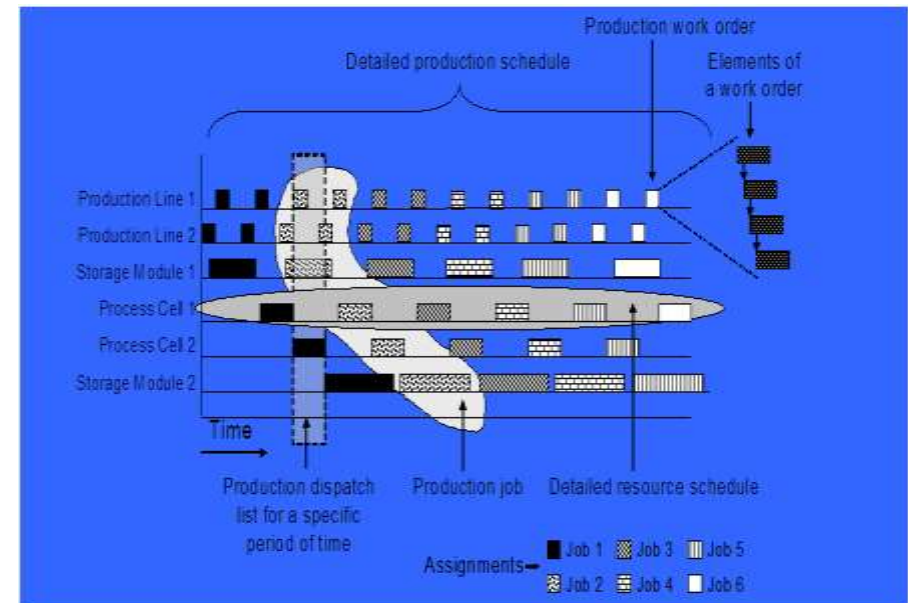 Production work order
Detailed production schedule
Elements of
a work order
Production Line 1
Production Line 2
Storage Module 1
Process Cell 1
Process Cell 2
Storage Module 2
Time
Production dispatch
list for a specific
period of time
Production job
Detailed resource schedule
Assignments
Job 1
Job 3
Job 5
Job 2
Job 4
Job 6